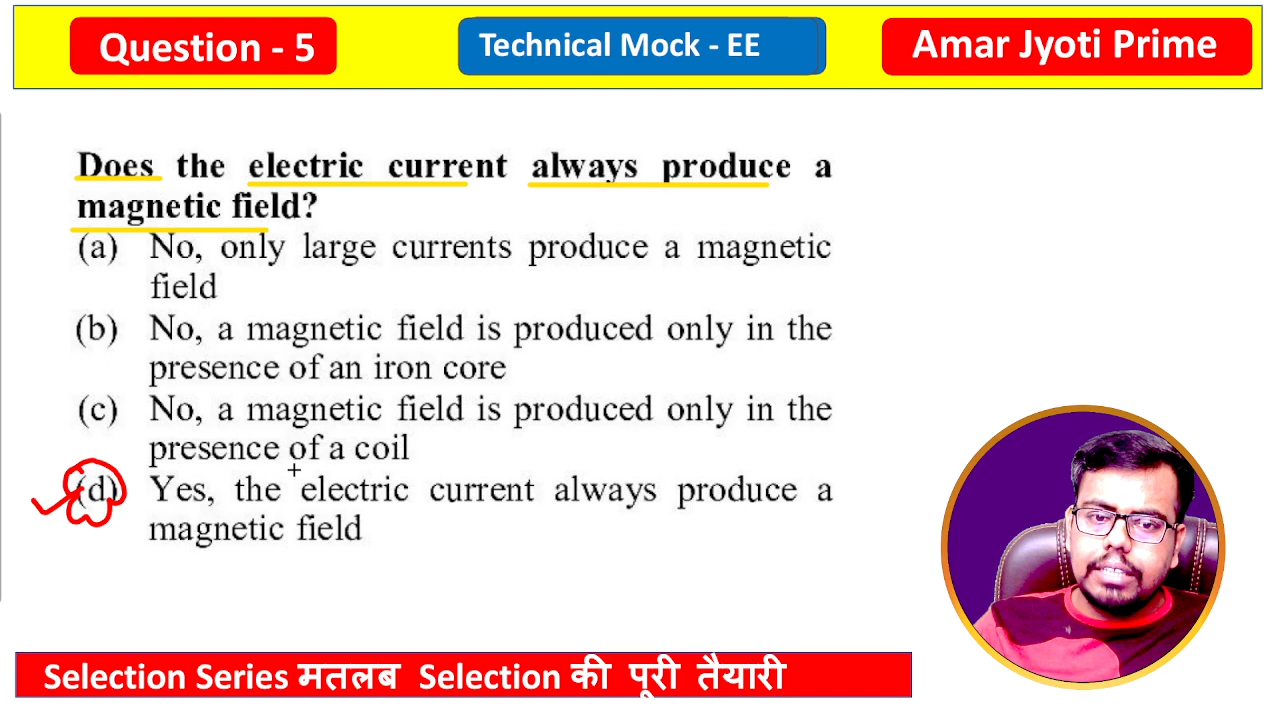 Question - 5
Technical Mock - EE
Amar Jyoti Prime
Does the electric current always produce a
magnetic field?
(a) No, only large currents produce a magnetic
field
(b) No, a magnetic field is produced only in the
presence of an iron core
(c) No, a magnetic field is produced only in the
presence of a coil
(d) Yes, the electric current always produce a
magnetic field
Selection Series मतलब Selection की पूरी तैयारी